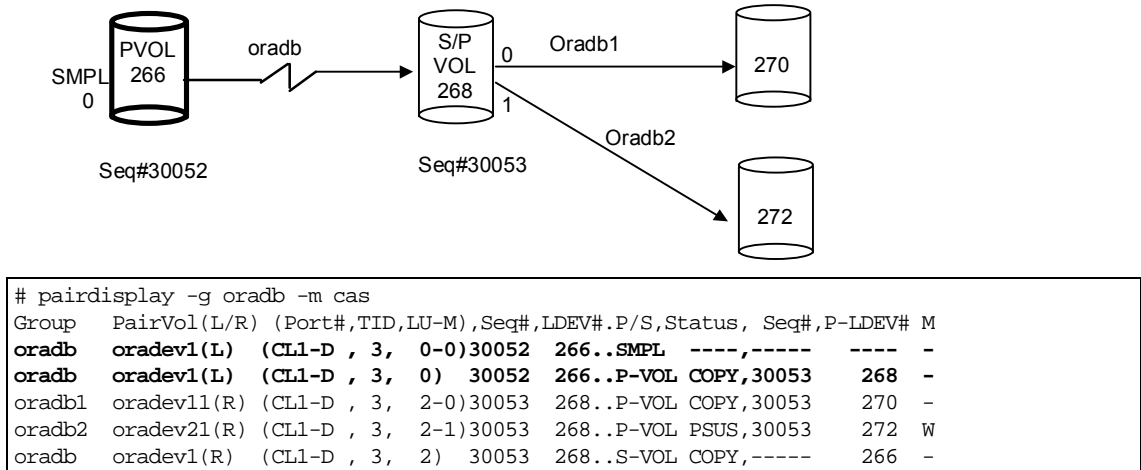 PVOL
266
SMPL
0
oradb
S/P
VOL
268
0
1
Oradb1
270
Oradb2
272
Seq#30052
Seq#30053
# pairdisplay -g oradb -m cas
Group   PairVol(L/R) (Port#,TID,LU-M),Seq#,LDEV#.P/S,Status, Seq#,P-LDEV# M
oradb   oradev1(L)  (CL1-D , 3,  0-0)30052  266..SMPL  ----,-----   ---- -
oradb   oradev1(L)  (CL1-D , 3,  0)  30052  266..P-VOL COPY,30053    268  -
oradb1  oradev11(R) (CL1-D , 3,  2-0)30053  268..P-VOL COPY,30053    270  -
oradb2  oradev21(R) (CL1-D , 3,  2-1)30053  268..P-VOL PSUS,30053    272  W
oradb   oradev1(R)  (CL1-D , 3,  2)  30053  268..S-VOL COPY,-----    266  -